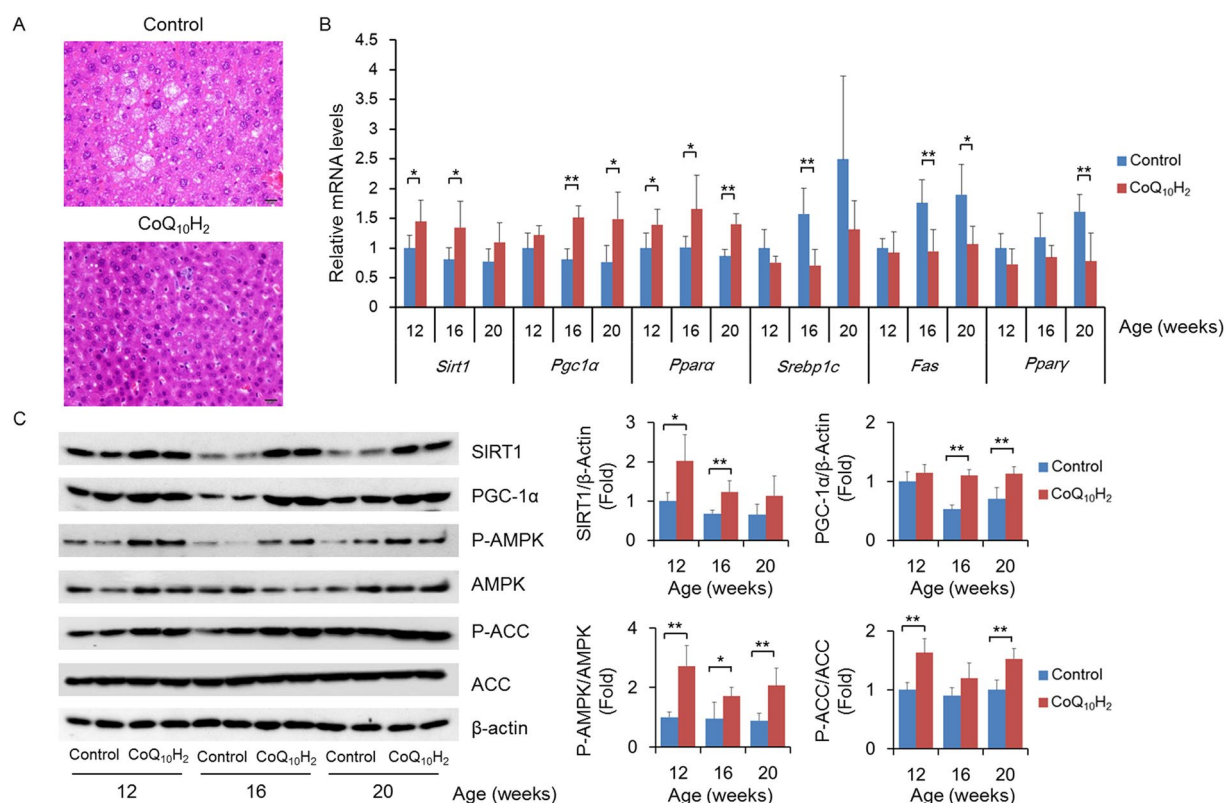 A
Control
CoQ₁₀H₂
B
Relative mRNA levels
4.5
4
3.5
3
2.5
2
1.5
1
0.5
0
* * ** * * * ** ** ** * **
Control
CoQ₁₀H₂
12 16 20 12 16 20 12 16 20 12 16 20 12 16 20 12 16 20 Age (weeks)
Sirt1 Pgc1α Pparα Srebp1c Fas Pparγ
C
SIRT1
PGC-1α
P-AMPK
AMPK
P-ACC
ACC
β-actin
Control CoQ₁₀H₂ Control CoQ₁₀H₂ Control CoQ₁₀H₂
12 16 20 Age (weeks)
SIRT1/β-Actin
(Fold)
3
2
1
0
* **
12 16 20
Age (weeks)
PGC-1α/β-Actin
(Fold)
2
1
0
** **
12 16 20
Age (weeks)
Control
CoQ₁₀H₂
P-AMPK/AMPK
(Fold)
4
2
0
** * **
12 16 20
Age (weeks)
P-ACC/ACC
(Fold)
2
1
0
** **
12 16 20
Age (weeks)
Control
CoQ₁₀H₂